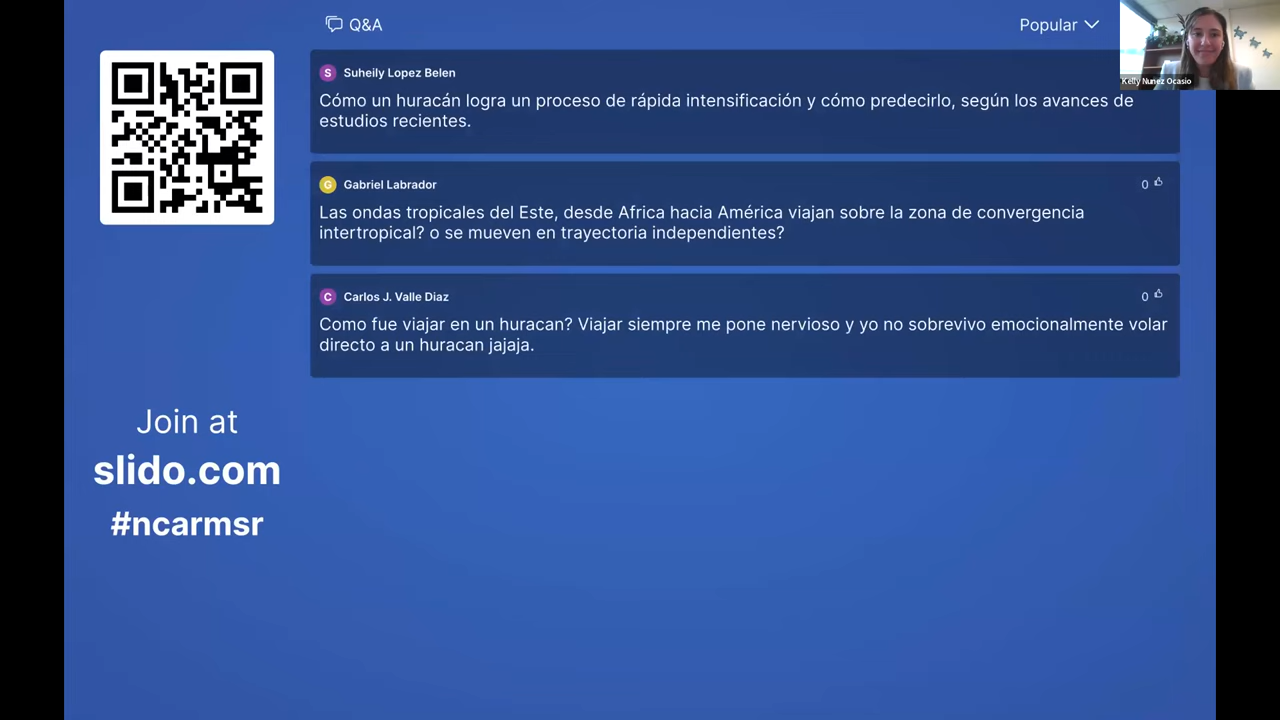 Q&A
Popular
Kelly Nunez Ocasio
S Suheily Lopez Belen
Cómo un huracán logra un proceso de rápida intensificación y cómo predecirlo, según los avances de
estudios recientes.
G Gabriel Labrador
0
Las ondas tropicales del Este, desde Africa hacia América viajan sobre la zona de convergencia
intertropical? o se mueven en trayectoria independientes?
C Carlos J. Valle Diaz
0
Como fue viajar en un huracan? Viajar siempre me pone nervioso y yo no sobrevivo emocionalmente volar
directo a un huracan jajaja.
Join at
slido.com
#ncarmsr